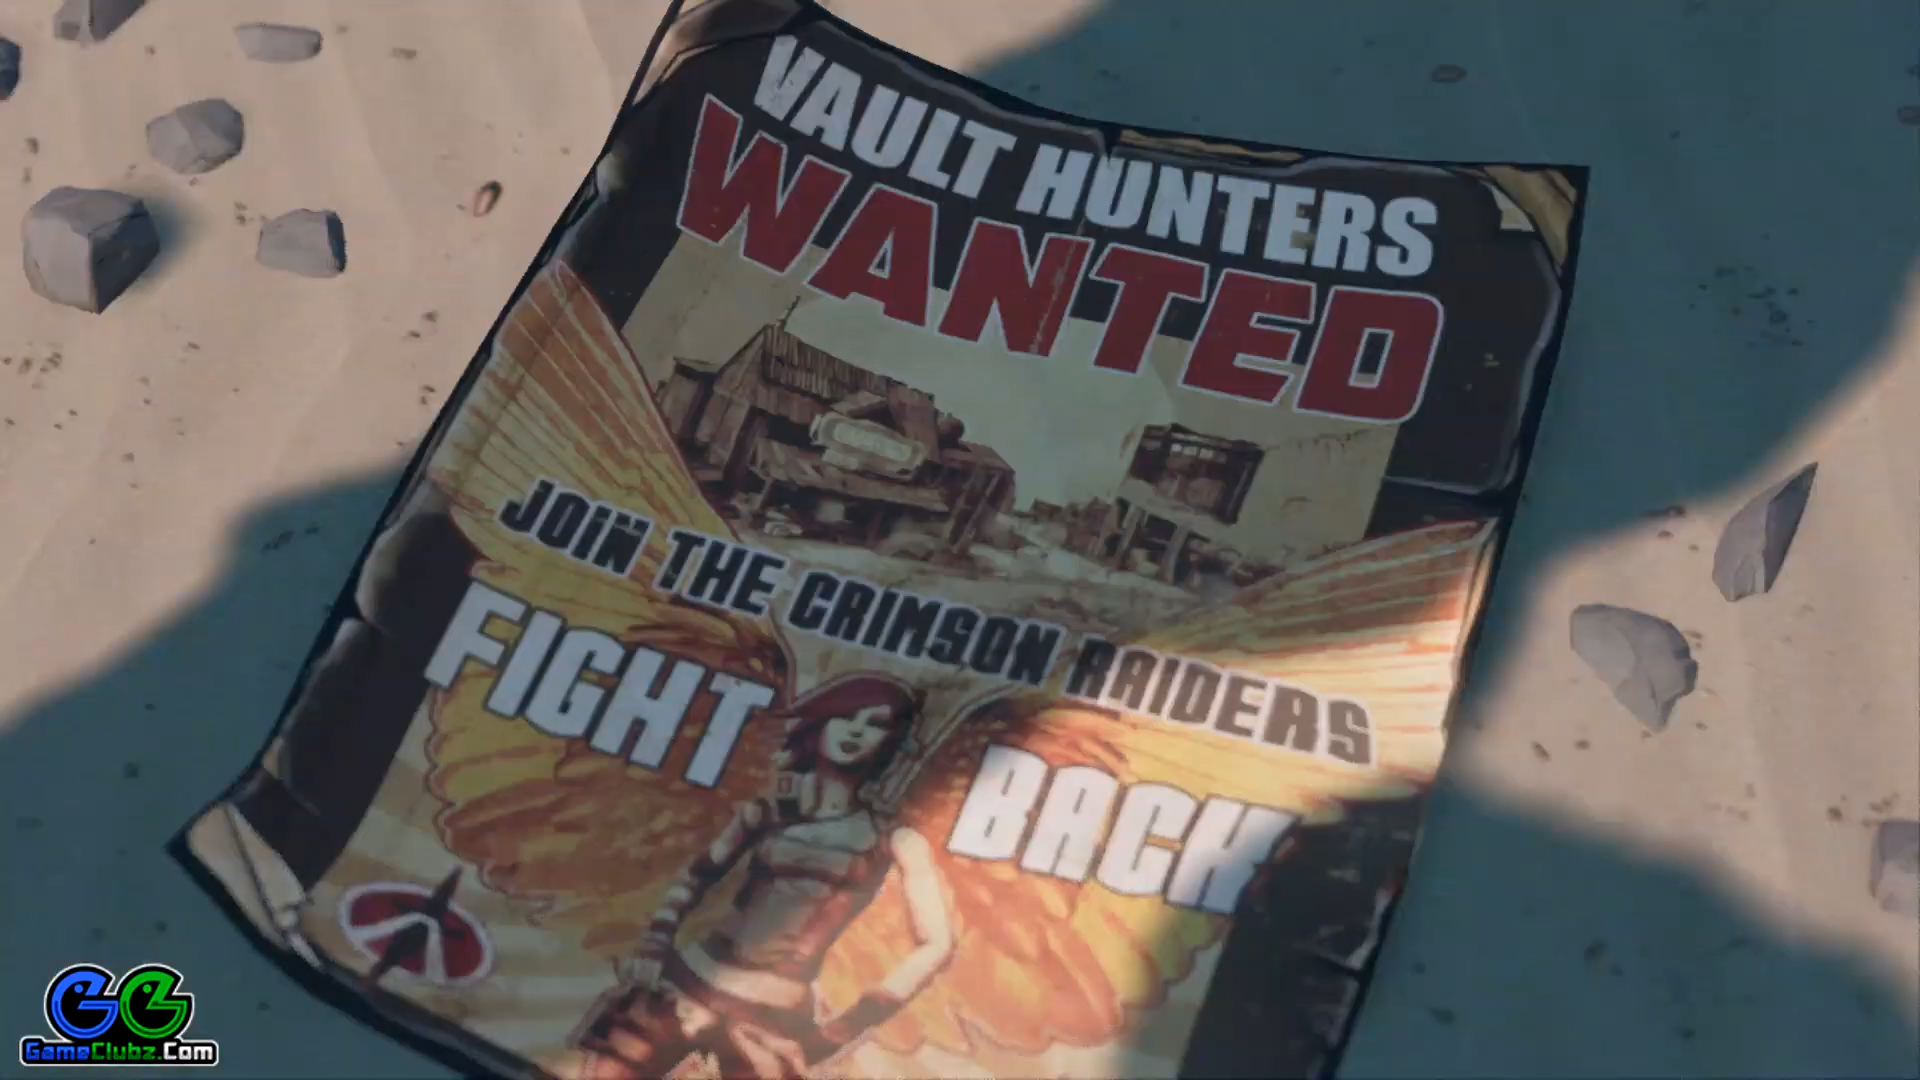 VAULT HUNTERS
WANTED
JOIN THE CRIMSON RAIDERS
FIGHT
BACK
GameClubz.Com